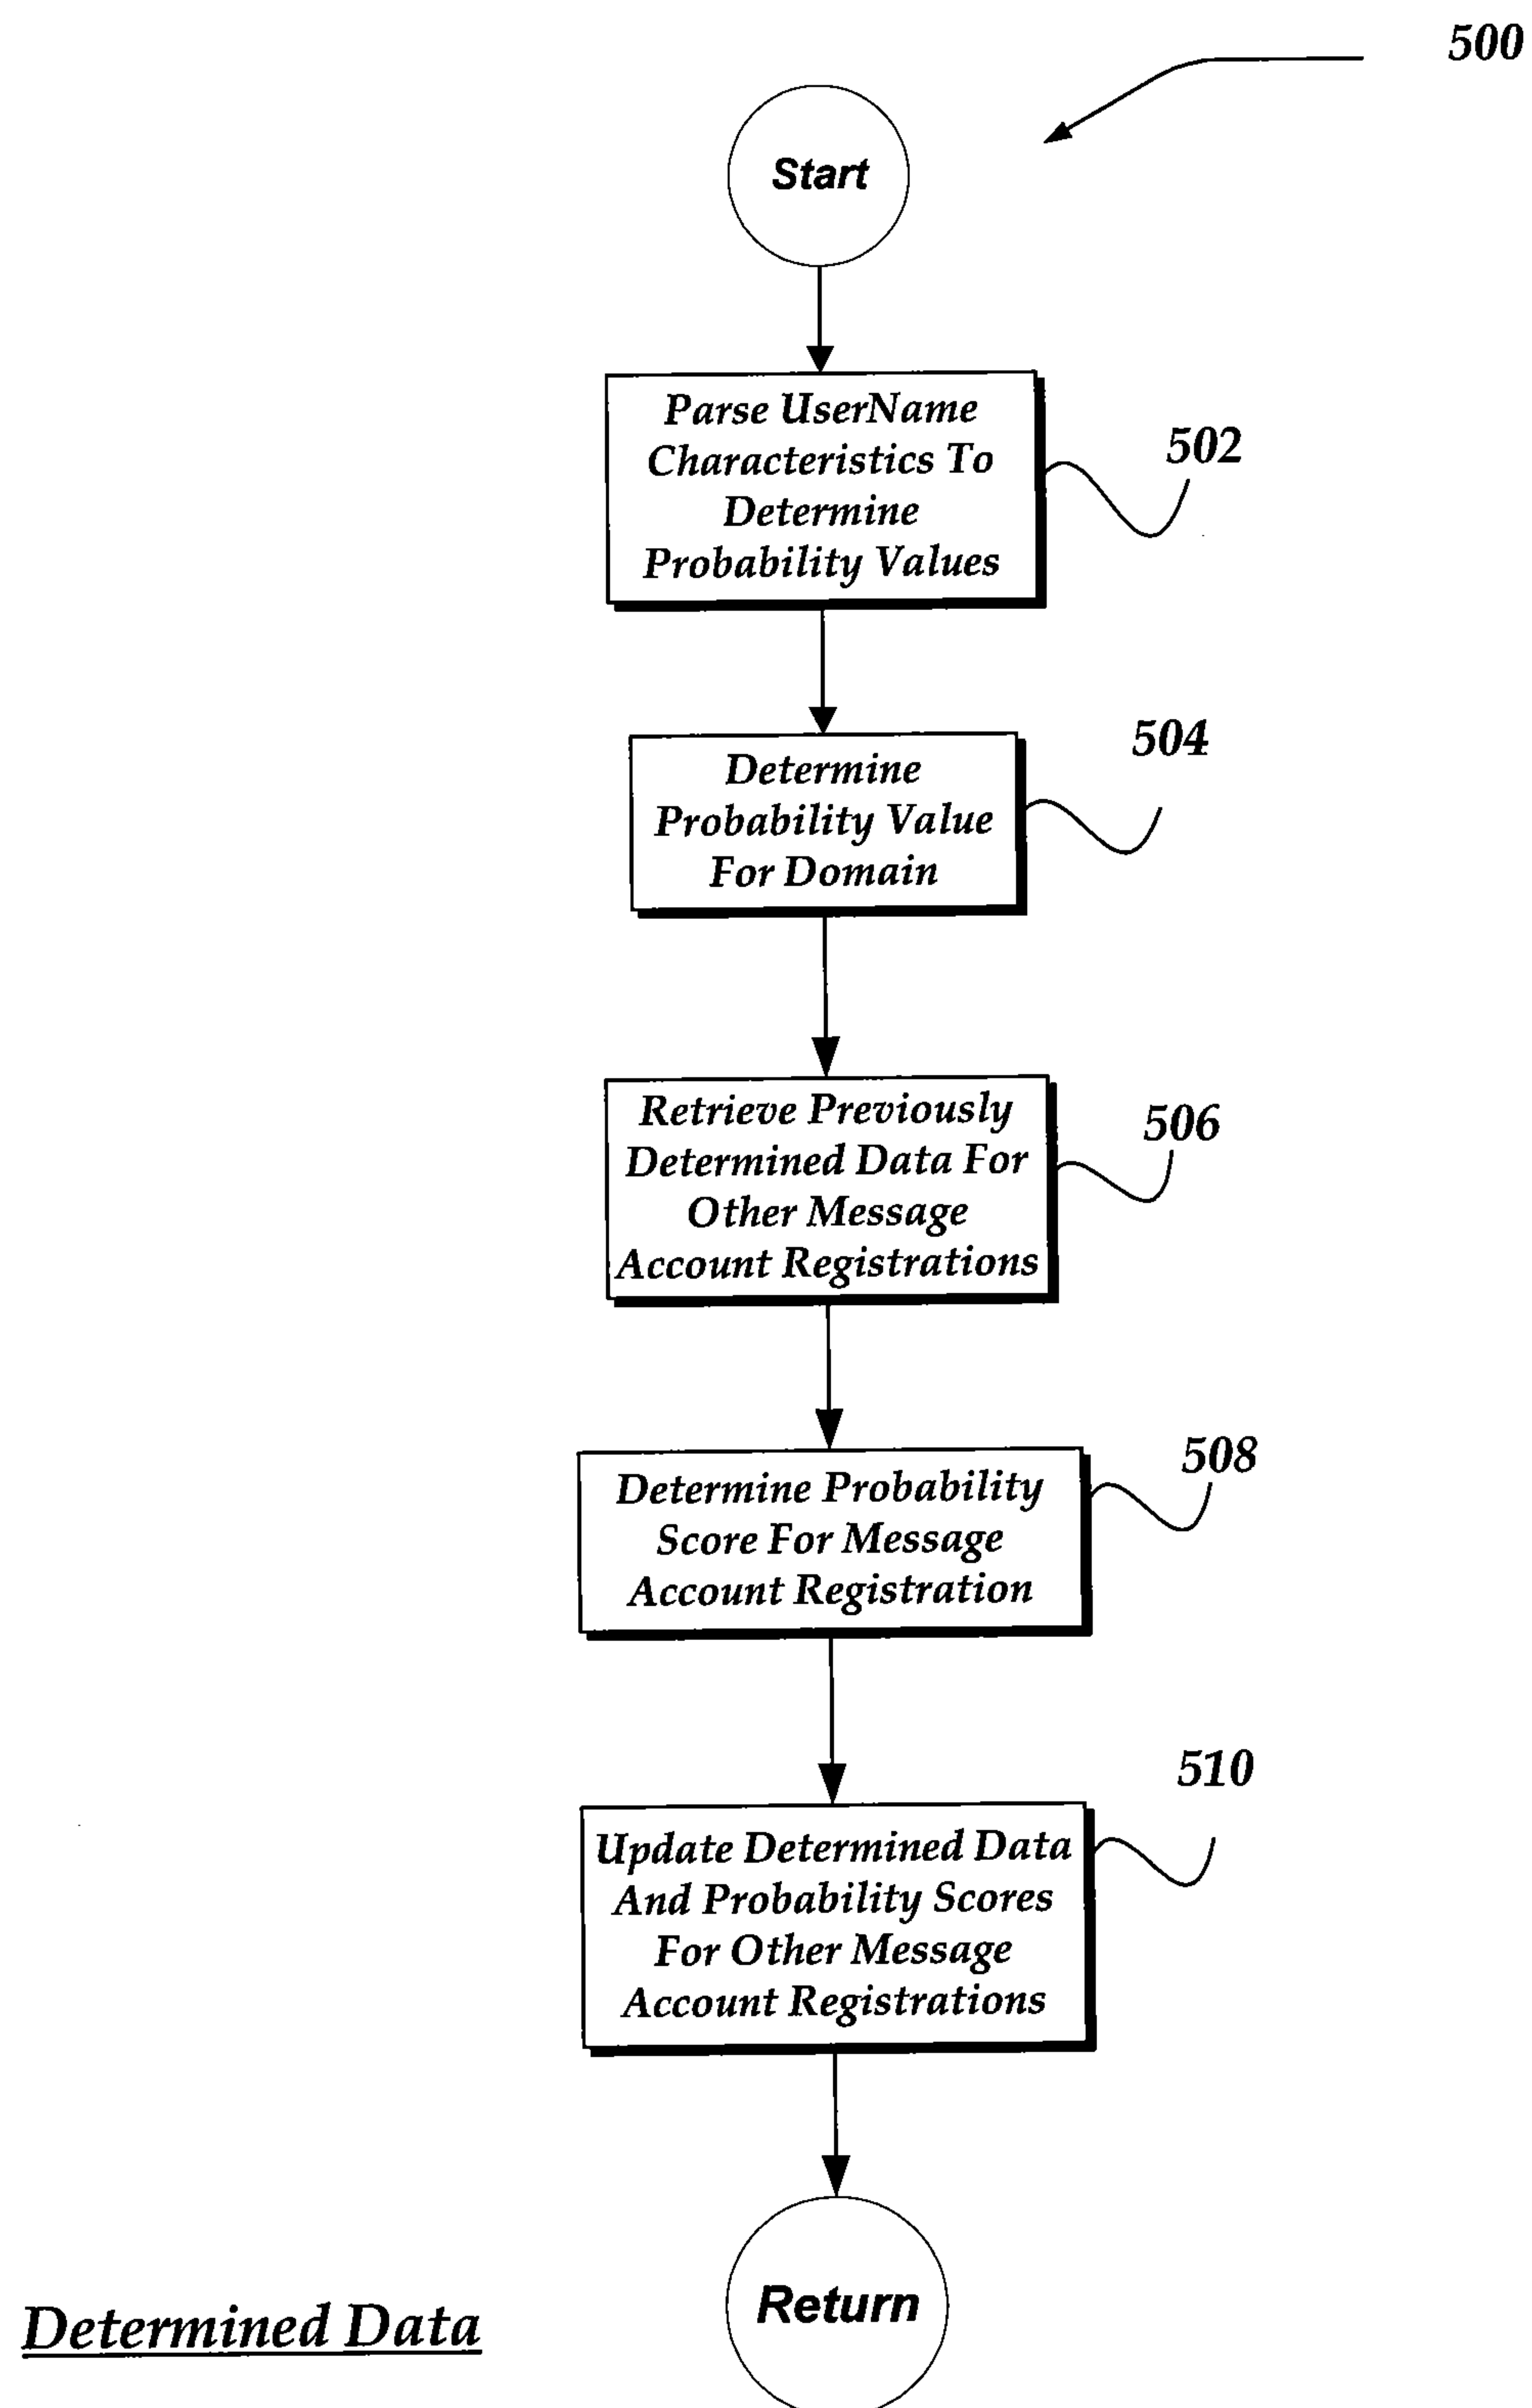 500
Start
Parse UserName
Characteristics To
Determine
Probability Values
502
Determine
Probability Value
For Domain
504
Retrieve Previously
Determined Data For
Other Message
Account Registrations
506
Determine Probability
Score For Message
Account Registration
508
Update Determined Data
And Probability Scores
For Other Message
Account Registrations
510
Return
Determined Data